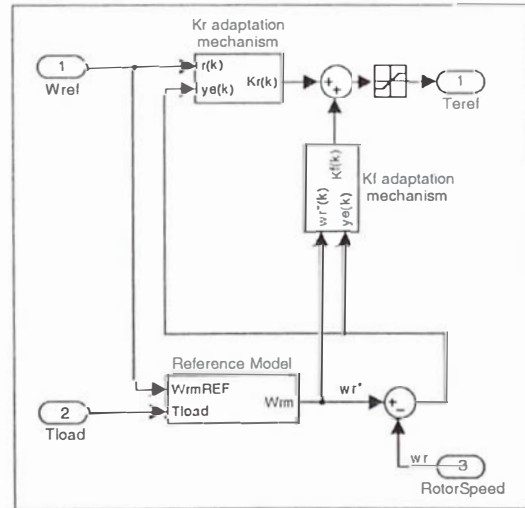 Kr adaptation
mechanism
1
Wref
r(k)
ye(k)
Kr(k)
+
+
1
Teref
wr*(k)
ye(k)
Kf(k)
Kf adaptation
mechanism
Reference Model
WrmREF
Tload
Wrm
2
Tload
wr*
+
−
wr
3
RotorSpeed